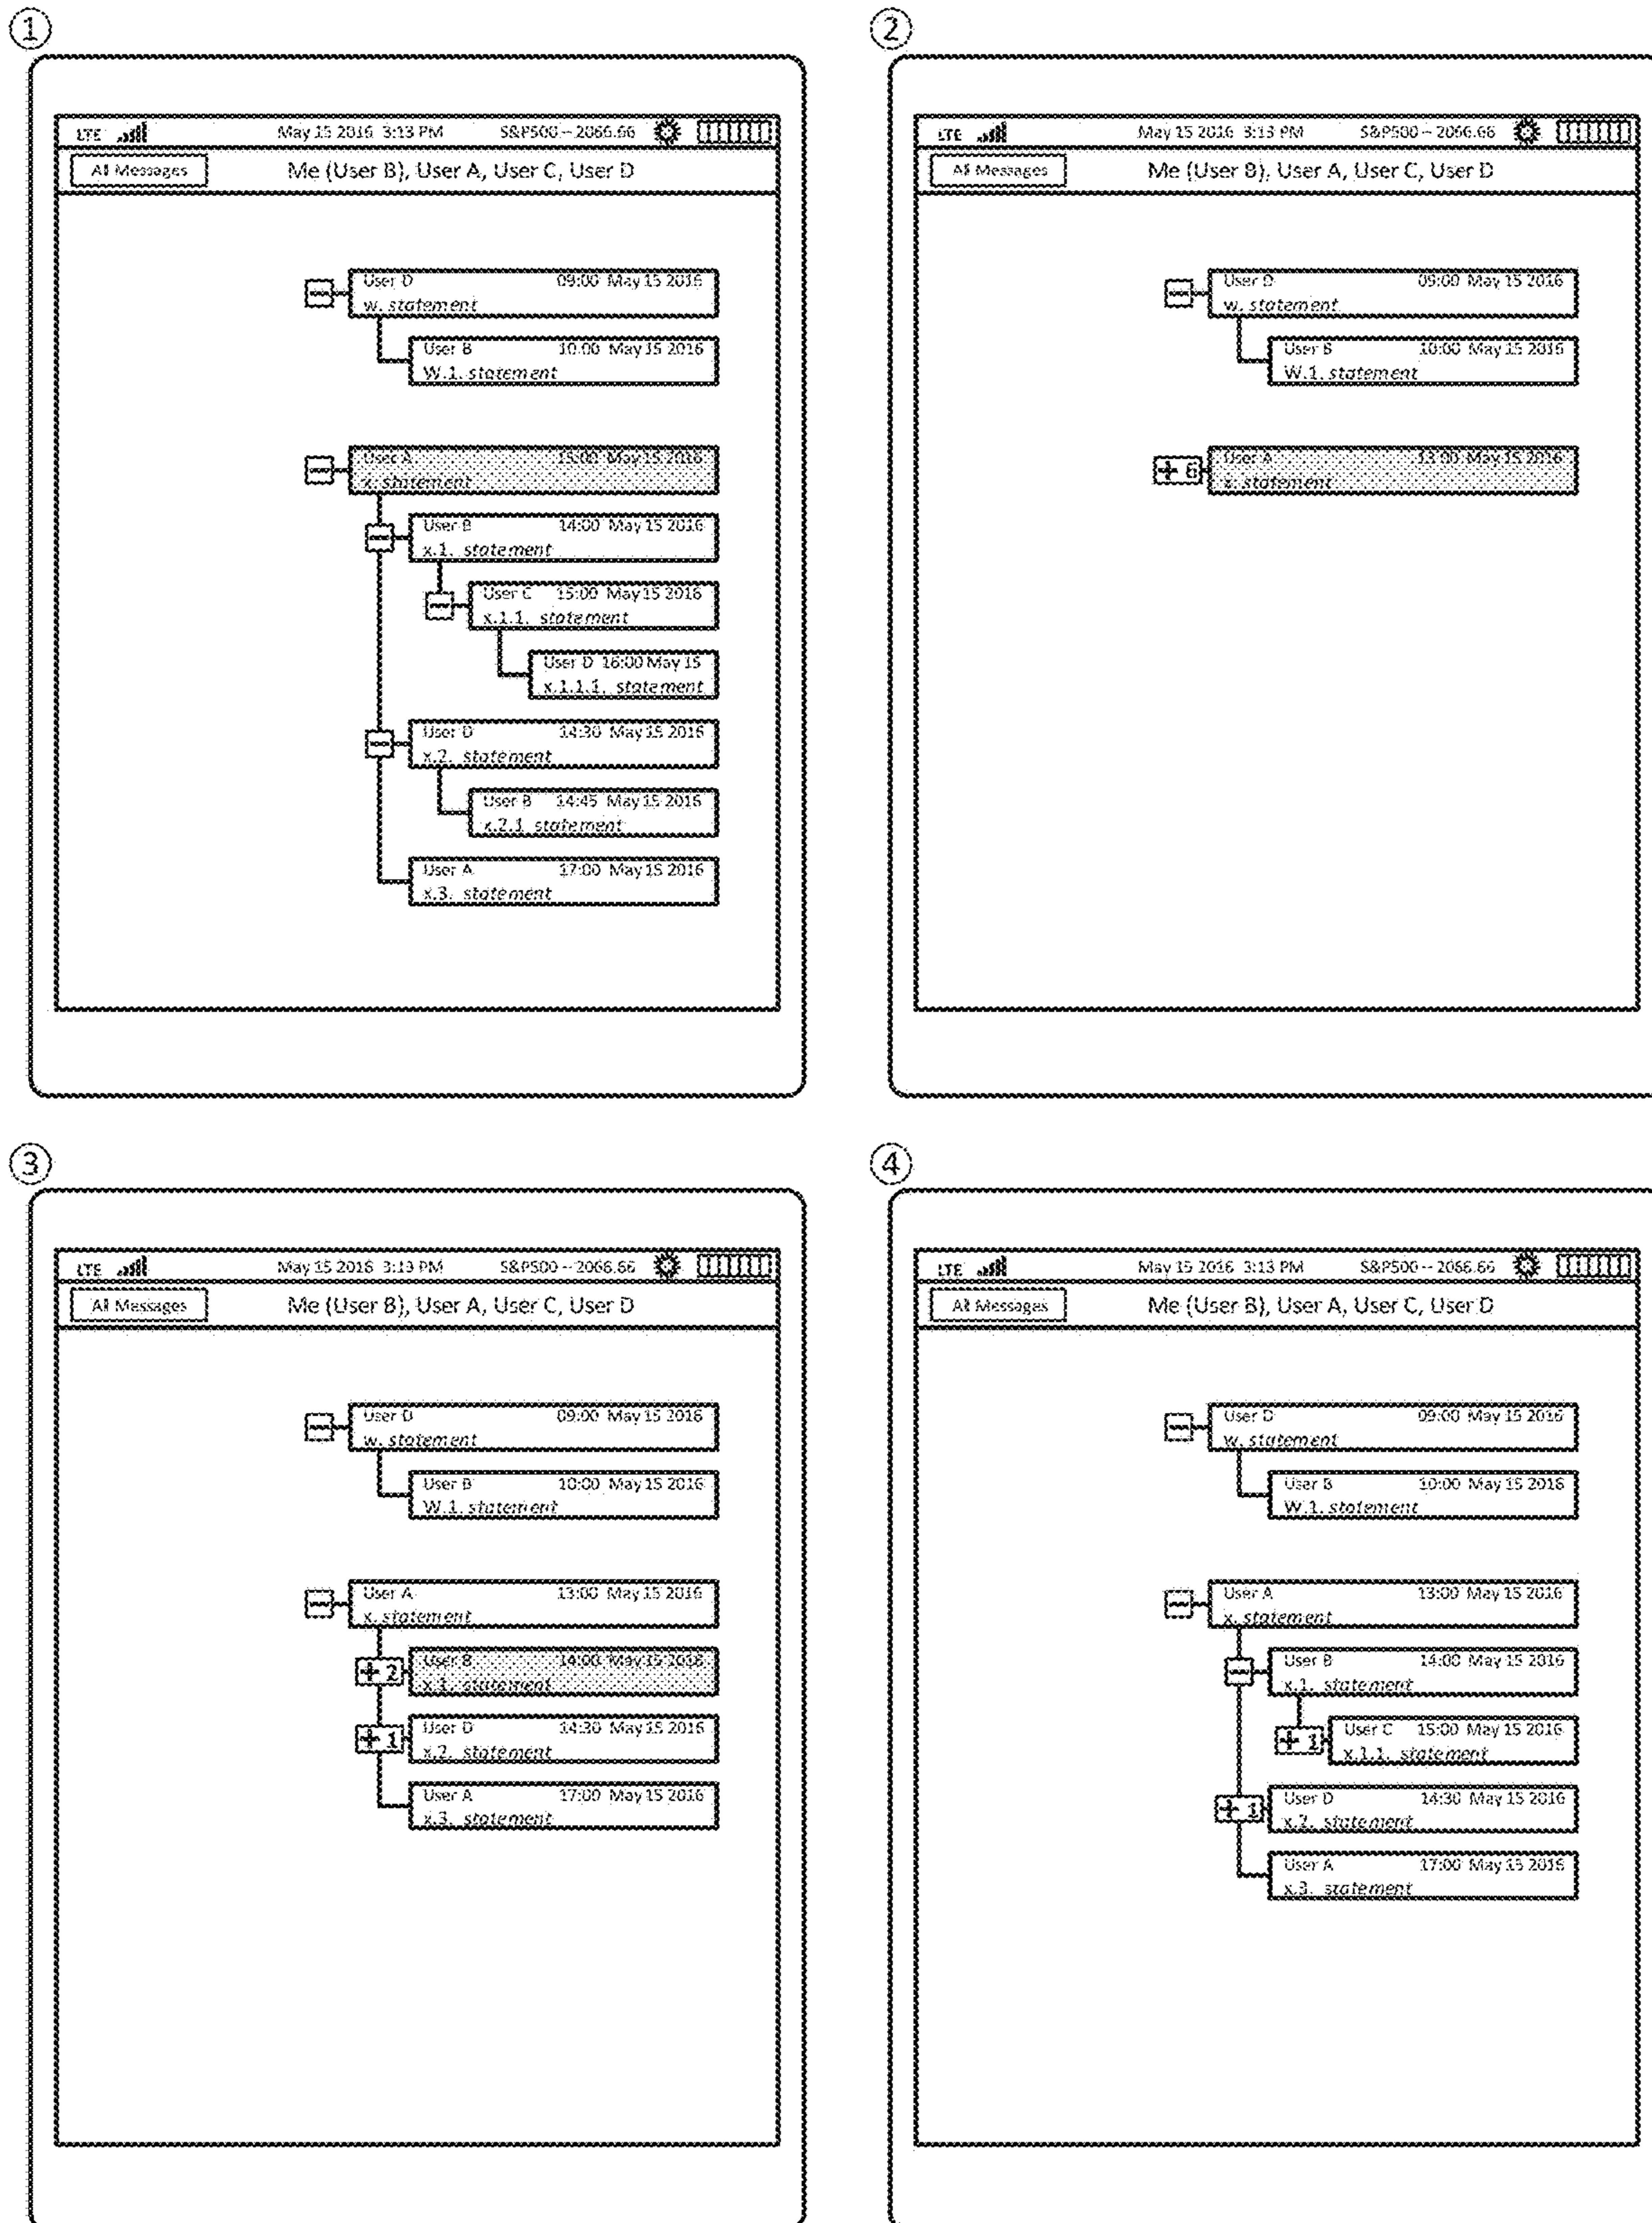 ①
LTE May 15 2016 3:13 PM S&P500 -- 2066.66
All Messages Me (User B), User A, User C, User D
User D 09:00 May 15 2016
w. statement
User B 10:00 May 15 2016
W.1. statement
User A May 15 2016
x. statement
User B 14:00 May 15 2016
x.1. statement
User C 15:00 May 15 2016
x.1.1. statement
User D 16:00 May 15
x.1.1.1. statement
User D 14:30 May 15 2016
x.2. statement
User B 14:45 May 15 2016
x.2.1. statement
User A 17:00 May 15 2016
x.3. statement
②
LTE May 15 2016 3:13 PM S&P500 -- 2066.66
All Messages Me (User B), User A, User C, User D
User D 09:00 May 15 2016
w. statement
User B 10:00 May 15 2016
W.1. statement
+ 6 User A 13:00 May 15 2016
statement
③
LTE May 15 2016 3:13 PM S&P500 -- 2066.66
All Messages Me (User B), User A, User C, User D
User D 09:00 May 15 2016
w. statement
User B 10:00 May 15 2016
W.1. statement
User A 13:00 May 15 2016
x. statement
+ 2 User B 14:00 May 15 2016
x.1. statement
+ 1 User D 14:30 May 15 2016
x.2. statement
User A 17:00 May 15 2016
x.3. statement
④
LTE May 15 2016 3:13 PM S&P500 -- 2066.66
All Messages Me (User B), User A, User C, User D
User D 09:00 May 15 2016
w. statement
User B 10:00 May 15 2016
W.1. statement
User A 13:00 May 15 2016
x. statement
User B 14:00 May 15 2016
x.1. statement
+ 1 User C 15:00 May 15 2016
x.1.1. statement
+ 1 User D 14:30 May 15 2016
x.2. statement
User A 17:00 May 15 2016
x.3. statement